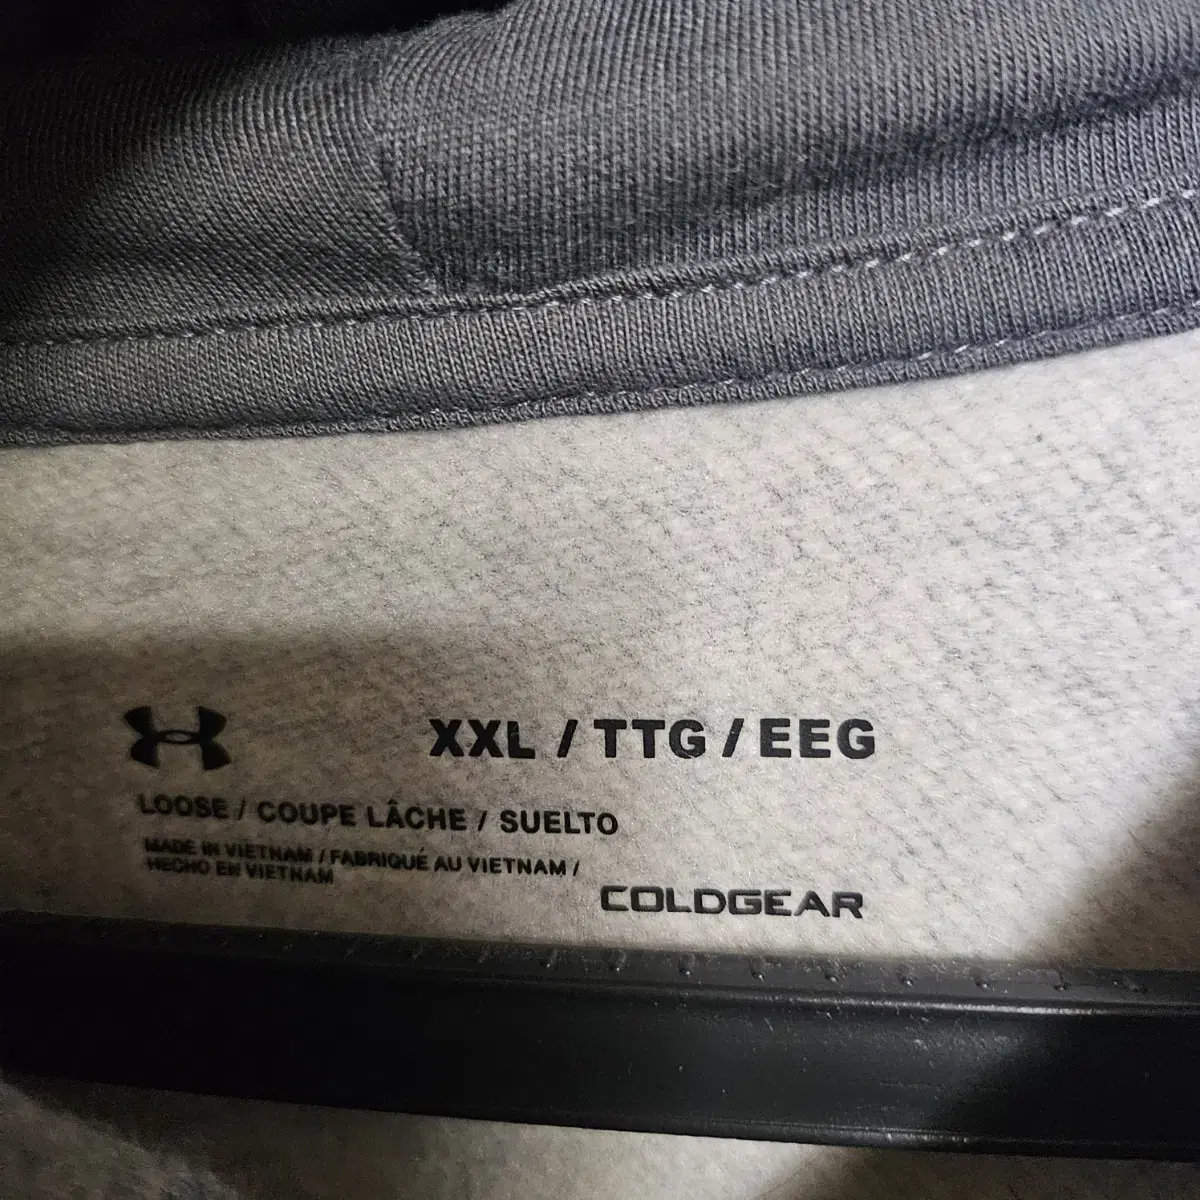 XXL / TTG / EEG
LOOSE / COUPE LÂCHE / SUELTO
MADE IN VIETNAM / FABRIQUÉ AU VIETNAM /
HECHO EN VIETNAM
COLDGEAR